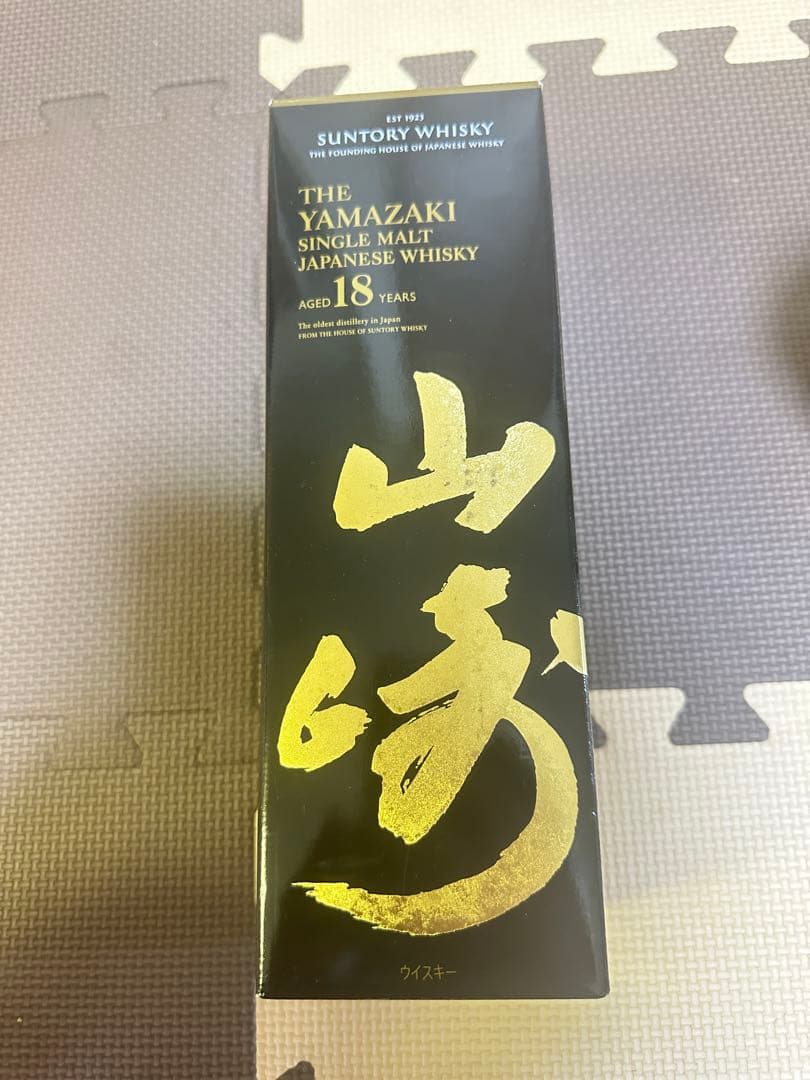 EST 1923
SUNTORY WHISKY
THE FOUNDING HOUSE OF JAPANESE WHISKY
THE
YAMAZAKI
SINGLE MALT
JAPANESE WHISKY
AGED 18 YEARS
The oldest distillery in Japan
FROM THE HOUSE OF SUNTORY WHISKY
山
崎
ウイスキー